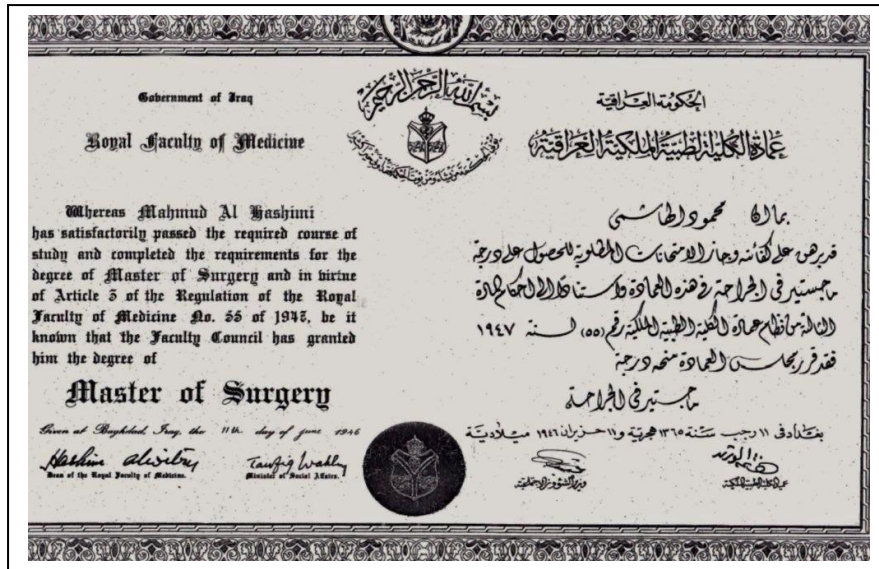 Government of Iraq
Royal Faculty of Medicine
Whereas Mahmud Al Hashimi
has satisfactorily passed the required course of
study and completed the requirements for the
degree of Master of Surgery and in virtue
of Article 3 of the Regulation of the Royal
Faculty of Medicine No. 55 of 1947, be it
known that the Faculty Council has granted
him the degree of
Master of Surgery
Given at Baghdad, Iraq, the 11th day of june 1946
Dean of the Royal Faculty of Medicine.
Tawfiq Wahby
Minister of Social Affairs.
بسم الله الرحمن الرحيم
الحكومة العراقية
عمادة الكلية الطبية الملكية العراقية
بما ان محمود الهاشمي
قد برهن على كفائته وجاز الامتحانات المطلوبة للحصول على درجة
ماجستير في الجراحة في هذه العمادة واستنادا الى احكام المادة
الثالثة من نظام عمادة الكلية الطبية الملكية رقم (٥٥) لسنة ١٩٤٧
فقد قرر مجلس العمادة منحه درجة
ماجستير في الجراحة
بغداد في ١١ رجب سنة ١٣٦٥ هجرية و ١١ حزيران ١٩٤٦ ميلادية
عميد الكلية الطبية الملكية
وزير الشؤون الاجتماعية